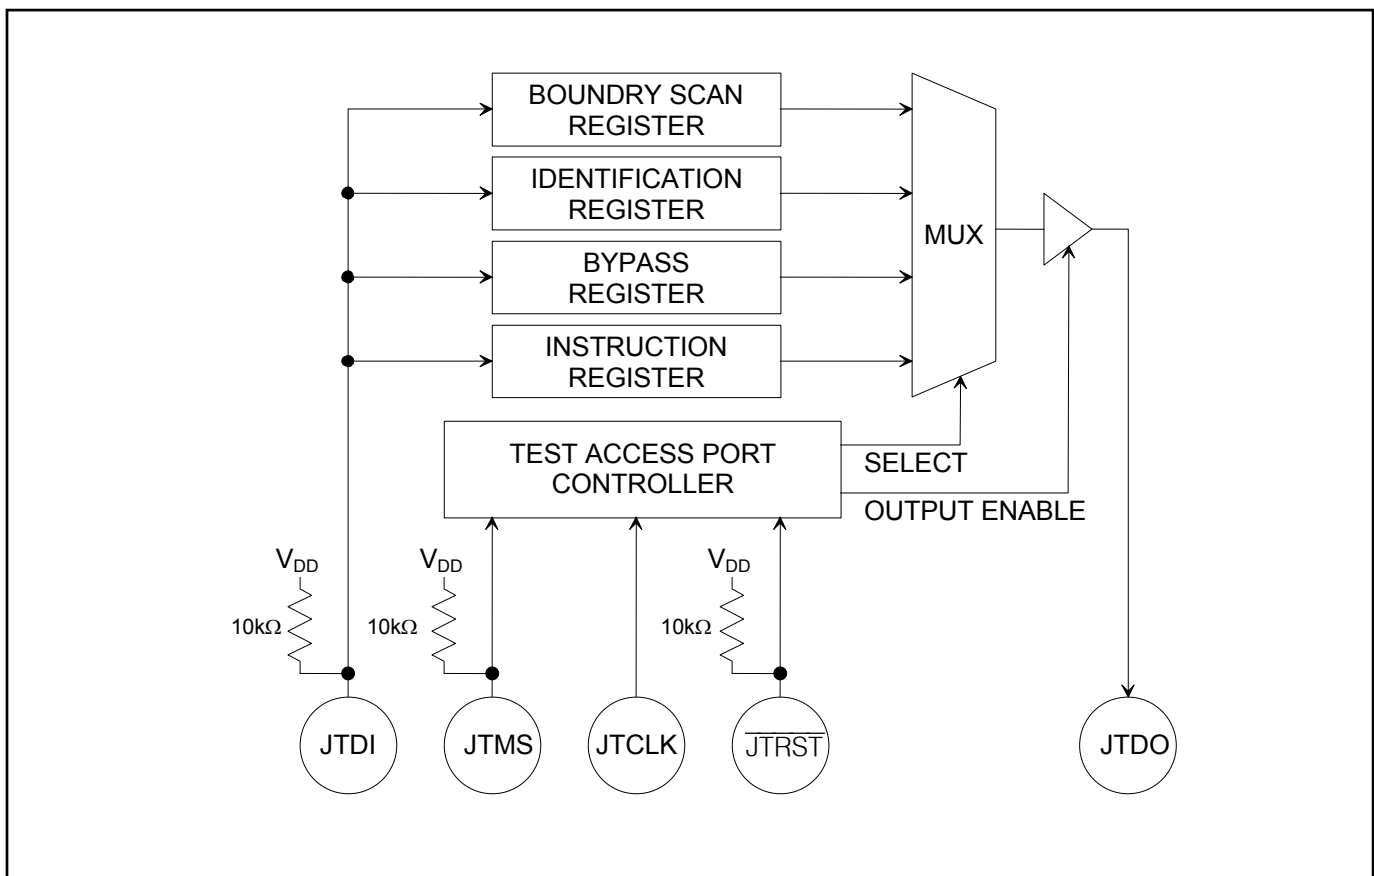 BOUNDRY SCAN
REGISTER
IDENTIFICATION
REGISTER
BYPASS
REGISTER
INSTRUCTION
REGISTER
MUX
TEST ACCESS PORT
CONTROLLER
SELECT
OUTPUT ENABLE
VDD
VDD
VDD
10kΩ
10kΩ
10kΩ
JTDI
JTMS
JTCLK
J̅T̅R̅S̅T̅
JTDO